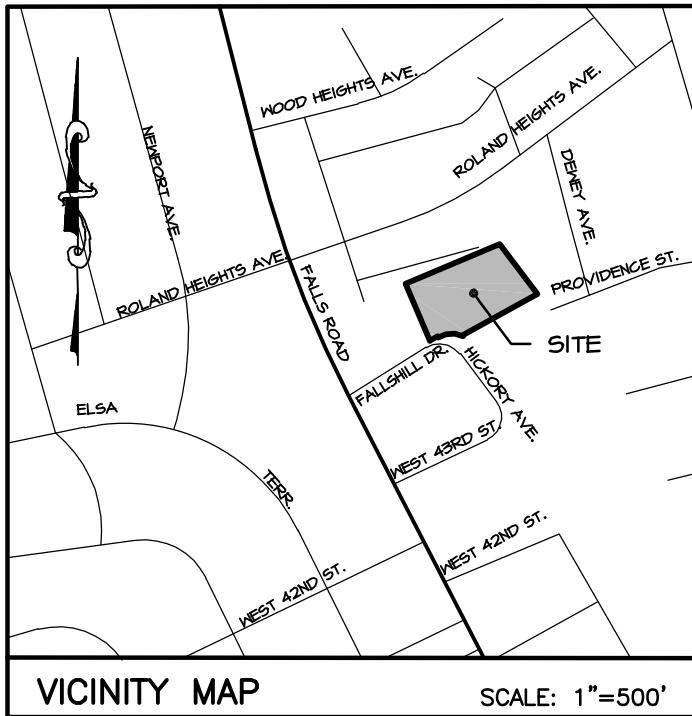 WOOD HEIGHTS AVE.
NEWPORT AVE.
ROLAND HEIGHTS AVE.
DEWEY AVE.
ROLAND HEIGHTS AVE.
FALLS ROAD
PROVIDENCE ST.
SITE
FALLSHILL DR.
HICKORY AVE.
ELSA
TERR.
WEST 43RD ST.
WEST 42ND ST.
WEST 42ND ST.
VICINITY MAP
SCALE: 1"=500'